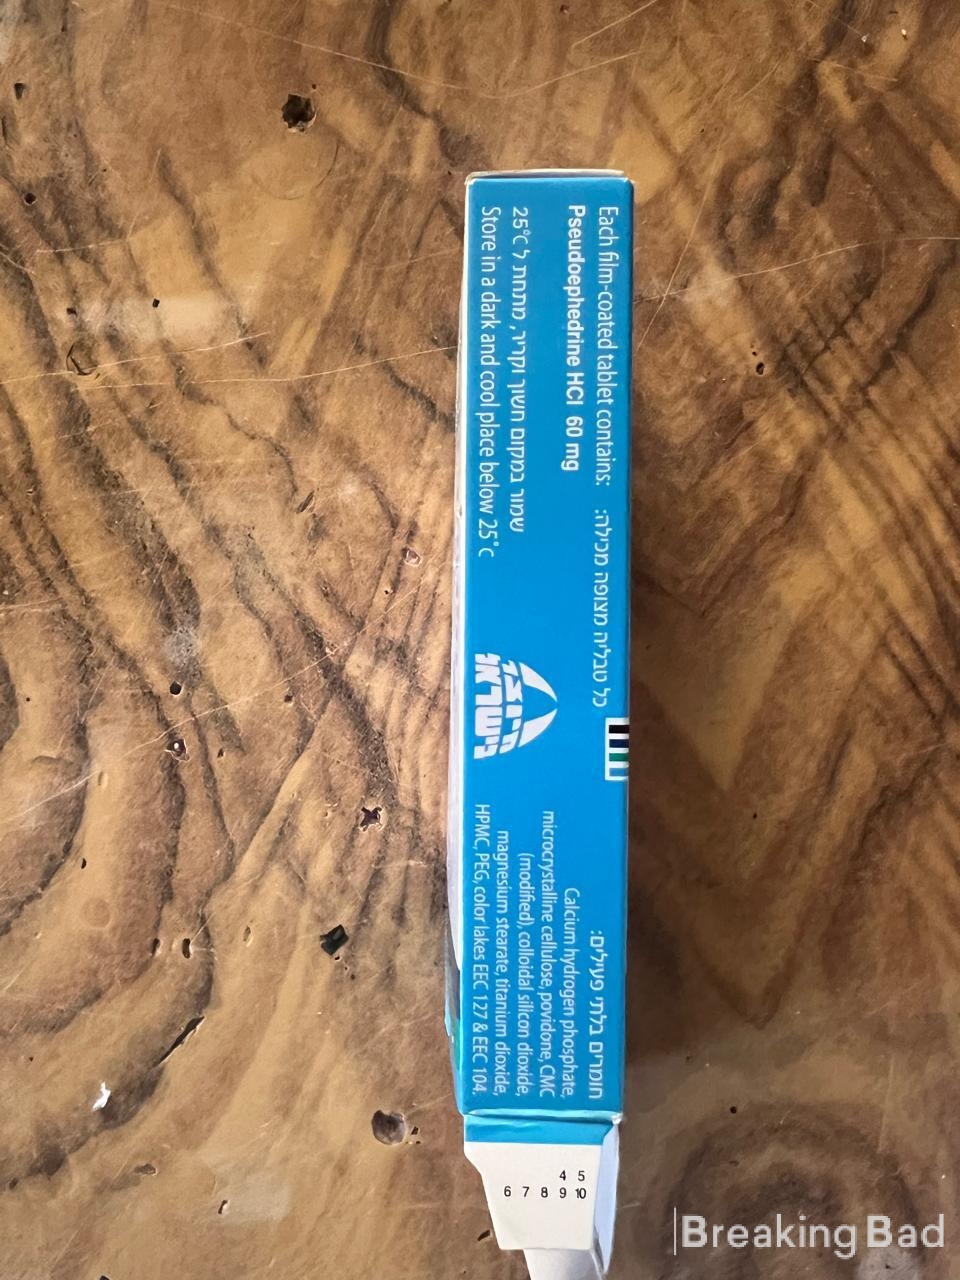 Each film-coated tablet contains: כל טבליה מצופה מכילה:
Pseudoephedrine HCl 60 mg
שמור במקום חשוך וקריר, מתחת ל 25°C
Store in a dark and cool place below 25°c
חומרים בלתי פעילים:
Calcium hydrogen phosphate,
microcrystalline cellulose, povidone, CMC
(modified), colloidal silicon dioxide,
magnesium stearate, titanium dioxide,
HPMC, PEG, color lakes EEC 127 & EEC 104.
4 5
6 7 8 9 10
Breaking Bad